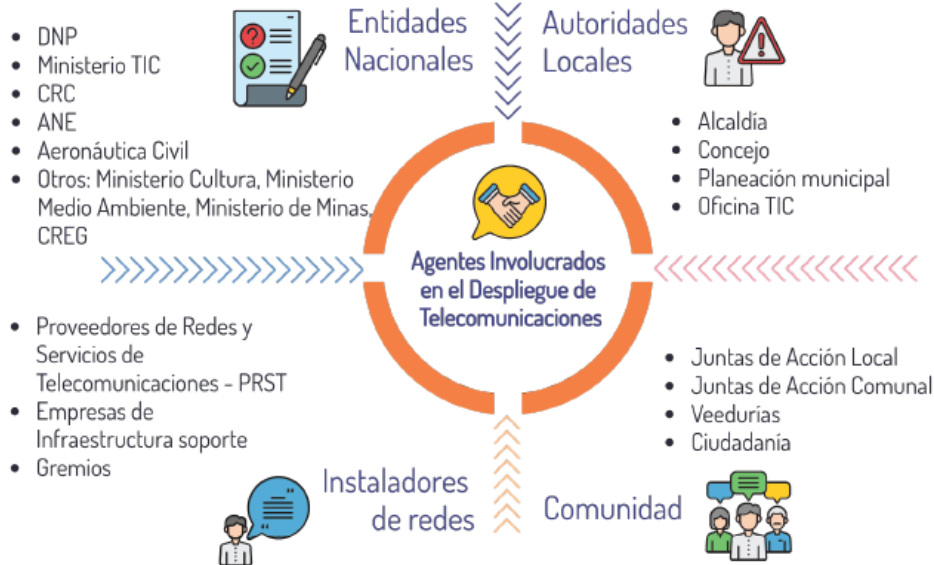 Entidades
Nacionales
• DNP
• Ministerio TIC
• CRC
• ANE
• Aeronáutica Civil
• Otros: Ministerio Cultura, Ministerio
Medio Ambiente, Ministerio de Minas,
CREG
Autoridades
Locales
• Alcaldía
• Concejo
• Planeación municipal
• Oficina TIC
Agentes Involucrados
en el Despliegue de
Telecomunicaciones
• Proveedores de Redes y
Servicios de
Telecomunicaciones - PRST
• Empresas de
Infraestructura soporte
• Gremios
Instaladores
de redes
• Juntas de Acción Local
• Juntas de Acción Comunal
• Veedurías
• Ciudadanía
Comunidad